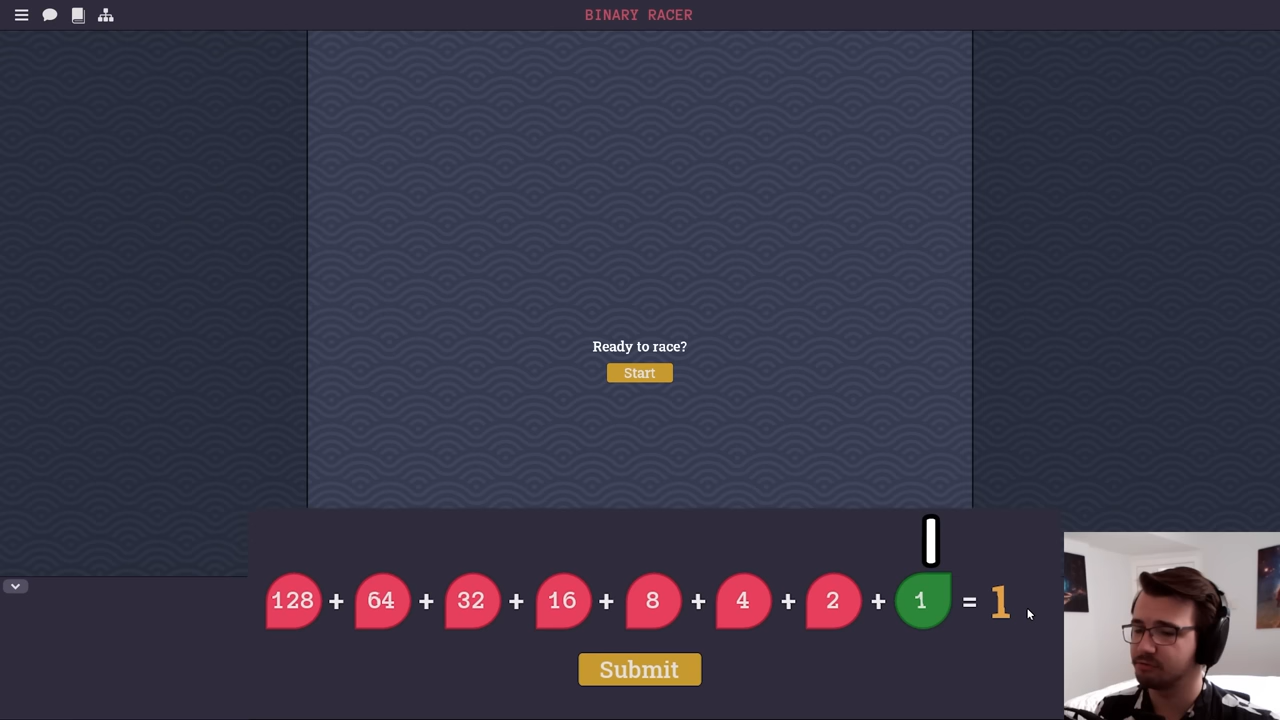 BINARY RACER
Ready to race?
Start
128 + 64 + 32 + 16 + 8 + 4 + 2 + 1 = 1
Submit